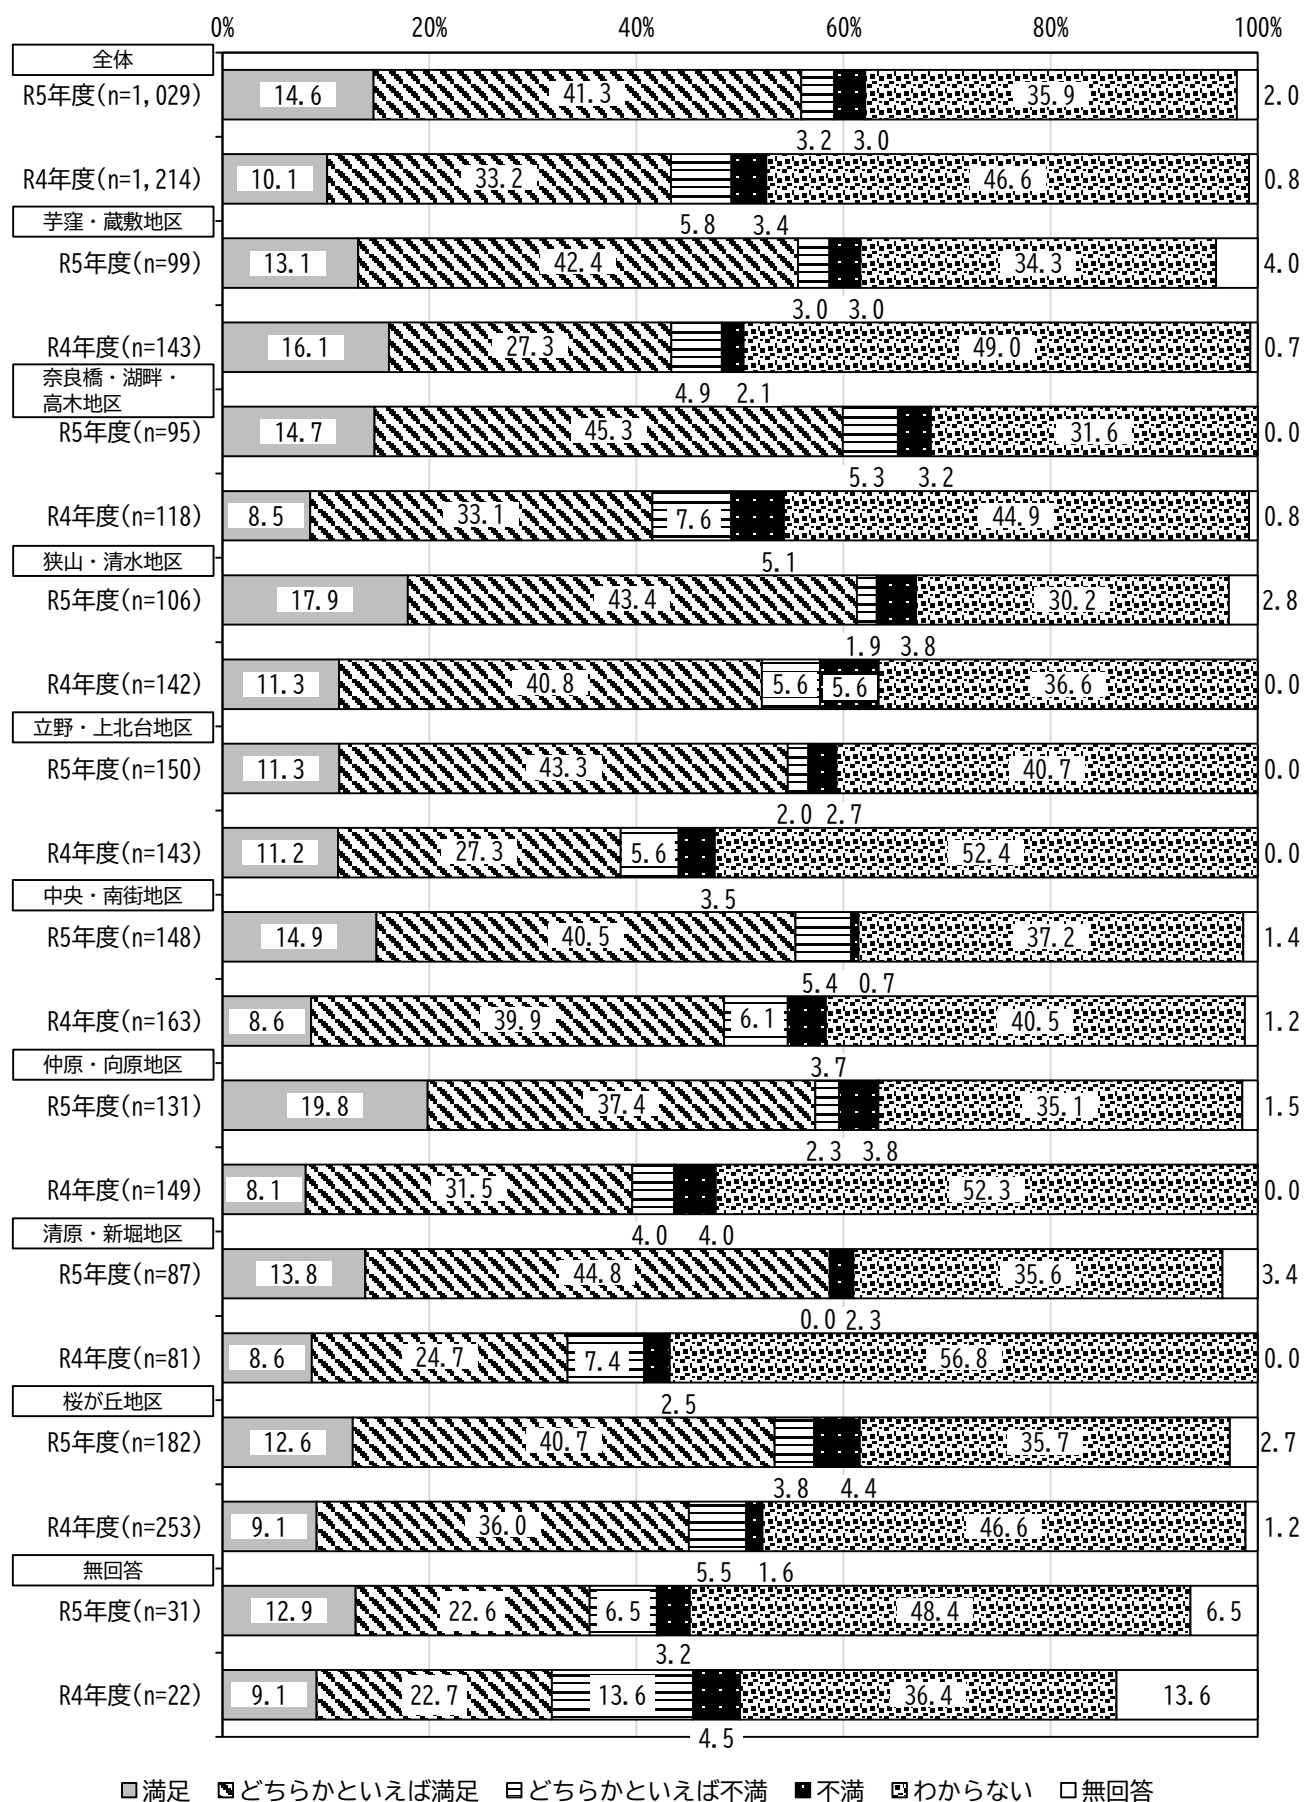 0% 20% 40% 60% 80% 100%
全体
R5年度(n=1,029) 14.6 41.3 35.9 2.0
3.2 3.0
R4年度(n=1,214) 10.1 33.2 46.6 0.8
芋窪・蔵敷地区 5.8 3.4
R5年度(n=99) 13.1 42.4 34.3 4.0
3.0 3.0
R4年度(n=143) 16.1 27.3 49.0 0.7
奈良橋・湖畔・
高木地区 4.9 2.1
R5年度(n=95) 14.7 45.3 31.6 0.0
5.3 3.2
R4年度(n=118) 8.5 33.1 7.6 44.9 0.8
狭山・清水地区 5.1
R5年度(n=106) 17.9 43.4 30.2 2.8
1.9 3.8
R4年度(n=142) 11.3 40.8 5.6 5.6 36.6 0.0
立野・上北台地区
R5年度(n=150) 11.3 43.3 40.7 0.0
2.0 2.7
R4年度(n=143) 11.2 27.3 5.6 52.4 0.0
中央・南街地区 3.5
R5年度(n=148) 14.9 40.5 37.2 1.4
5.4 0.7
R4年度(n=163) 8.6 39.9 6.1 40.5 1.2
仲原・向原地区 3.7
R5年度(n=131) 19.8 37.4 35.1 1.5
2.3 3.8
R4年度(n=149) 8.1 31.5 52.3 0.0
清原・新堀地区 4.0 4.0
R5年度(n=87) 13.8 44.8 35.6 3.4
0.0 2.3
R4年度(n=81) 8.6 24.7 7.4 56.8 0.0
桜が丘地区 2.5
R5年度(n=182) 12.6 40.7 35.7 2.7
3.8 4.4
R4年度(n=253) 9.1 36.0 46.6 1.2
無回答 5.5 1.6
R5年度(n=31) 12.9 22.6 6.5 48.4 6.5
3.2
R4年度(n=22) 9.1 22.7 13.6 36.4 13.6
4.5
満足 どちらかといえば満足 どちらかといえば不満 不満 わからない 無回答